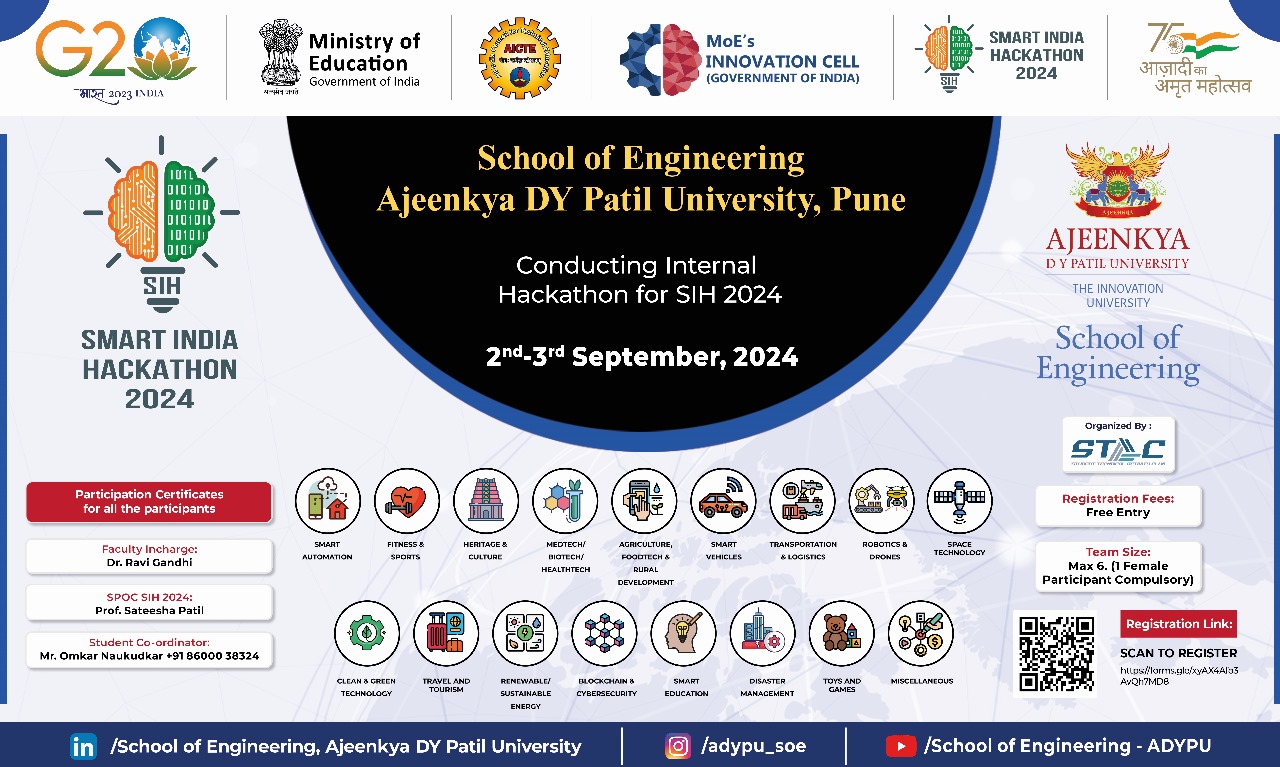 G20
भारत 2023 INDIA
सत्यमेव जयते
Ministry of
Education
Government of India
AICTE
MoE's
INNOVATION CELL
(GOVERNMENT OF INDIA)
SIH
SMART INDIA
HACKATHON
2024
75
आज़ादी का
अमृत महोत्सव
SIH
SMART INDIA
HACKATHON
2024
School of Engineering
Ajeenkya DY Patil University, Pune
Conducting Internal
Hackathon for SIH 2024
2nd-3rd September, 2024
AJEENKYA
AJEENKYA
D Y PATIL UNIVERSITY
THE INNOVATION
UNIVERSITY
School of
Engineering
Organized By :
STAC
Registration Fees:
Free Entry
Team Size:
Max 6. (1 Female
Participant Compulsory)
Participation Certificates
for all the participants
Faculty Incharge:
Dr. Ravi Gandhi
SPOC SIH 2024:
Prof. Sateesha Patil
Student Co-ordinator:
Mr. Omkar Naukudkar +91 86000 38324
SMART
AUTOMATION
FITNESS &
SPORTS
HERITAGE &
CULTURE
MEDTECH/
BIOTECH/
HEALTHTECH
AGRICULTURE,
FOODTECH &
RURAL
DEVELOPMENT
SMART
VEHICLES
TRANSPORTATION
& LOGISTICS
ROBOTICS &
DRONES
SPACE
TECHNOLOGY
CLEAN & GREEN
TECHNOLOGY
TRAVEL AND
TOURISM
RENEWABLE/
SUSTAINABLE
ENERGY
BLOCKCHAIN &
CYBERSECURITY
SMART
EDUCATION
DISASTER
MANAGEMENT
TOYS AND
GAMES
MISCELLANEOUS
Registration Link:
SCAN TO REGISTER
in /School of Engineering, Ajeenkya DY Patil University
/adypu_soe
/School of Engineering - ADYPU